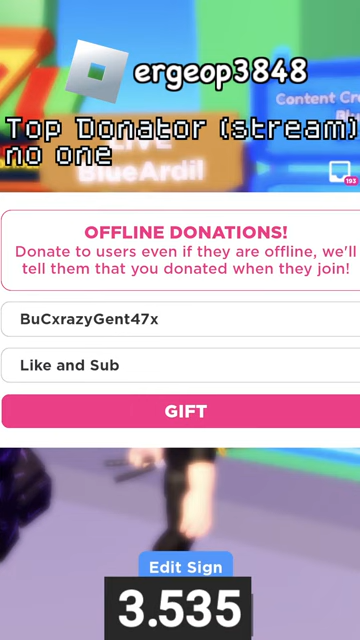 ergeop3848
Content Cr
Top Donator (stream)
no one
LIVE
BlueArdil
193
OFFLINE DONATIONS!
Donate to users even if they are offline, we'll
tell them that you donated when they join!
BuCxrazyGent47x
Like and Sub
GIFT
Edit Sign
3.535